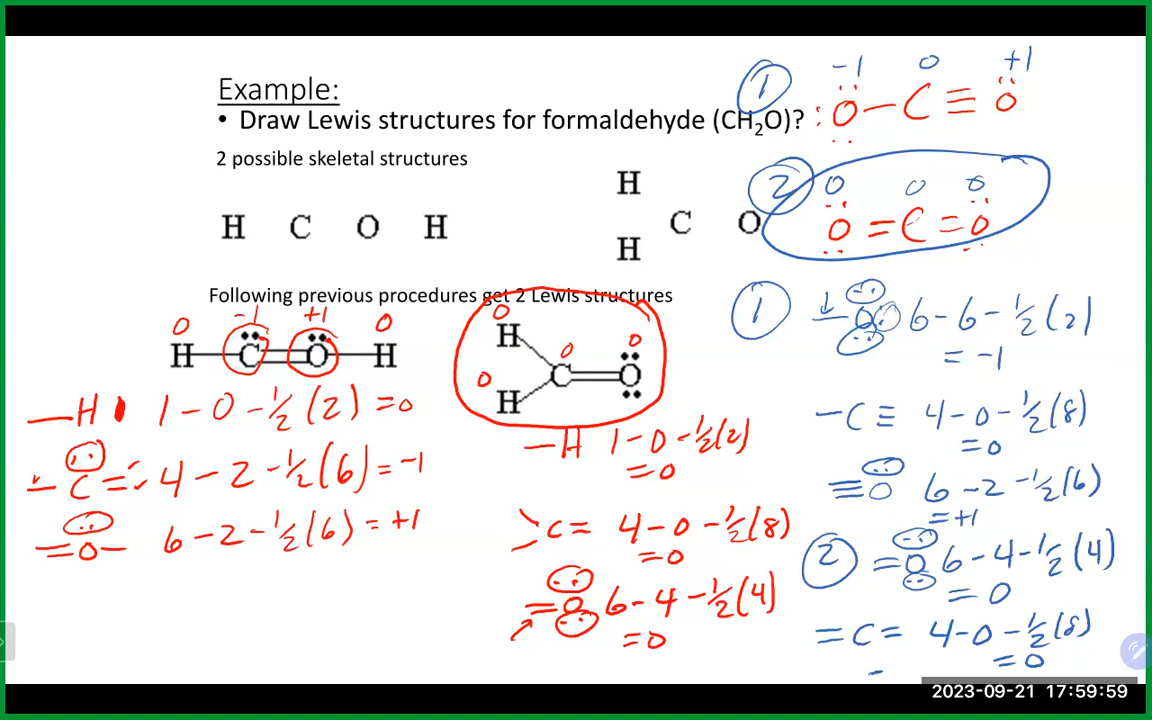 Example:
• Draw Lewis structures for formaldehyde (CH₂O)?
2 possible skeletal structures
H C O H
H
C O
H
Following previous procedures get 2 Lewis structures
0 -1 +1 0
H—C̈=Ö—H
—H 1 - 0 - ½(2) = 0
—C̈= 4 - 2 - ½(6) = -1
=Ö— 6 - 2 - ½(6) = +1
0 0
H
0 C=O
H
0
—H 1 - 0 - ½(2)
= 0
>C= 4 - 0 - ½(8)
= 0
=O 6 - 4 - ½(4)
= 0
① -1 0 +1
:O—C≡O
② 0 0 0
O=C=O
① —O 6 - 6 - ½(2)
= -1
—C≡ 4 - 0 - ½(8)
= 0
≡O 6 - 2 - ½(6)
= +1
② =O 6 - 4 - ½(4)
= 0
=C= 4 - 0 - ½(8)
= 0
2023-09-21 17:59:59